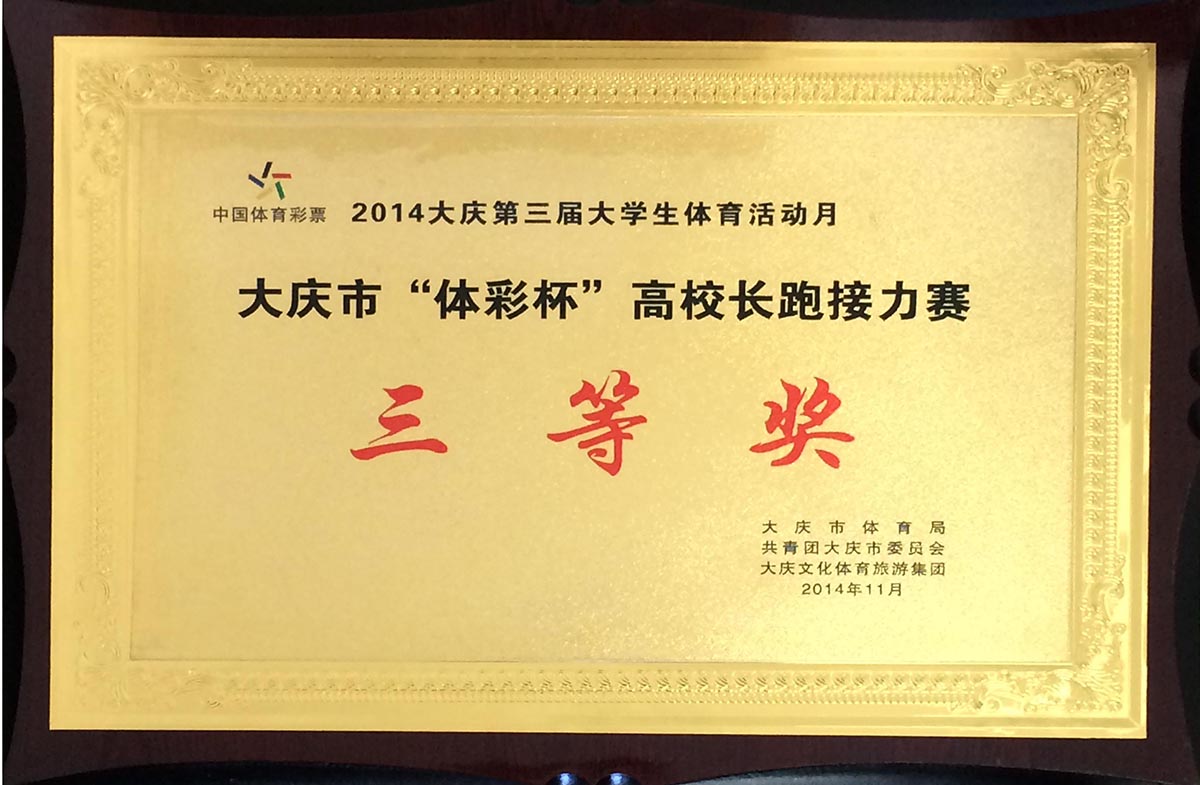 中国体育彩票 2014大庆第三届大学生体育活动月
大庆市“体彩杯”高校长跑接力赛
三等奖
大庆市体育局
共青团大庆市委员会
大庆文化体育旅游集团
2014年11月